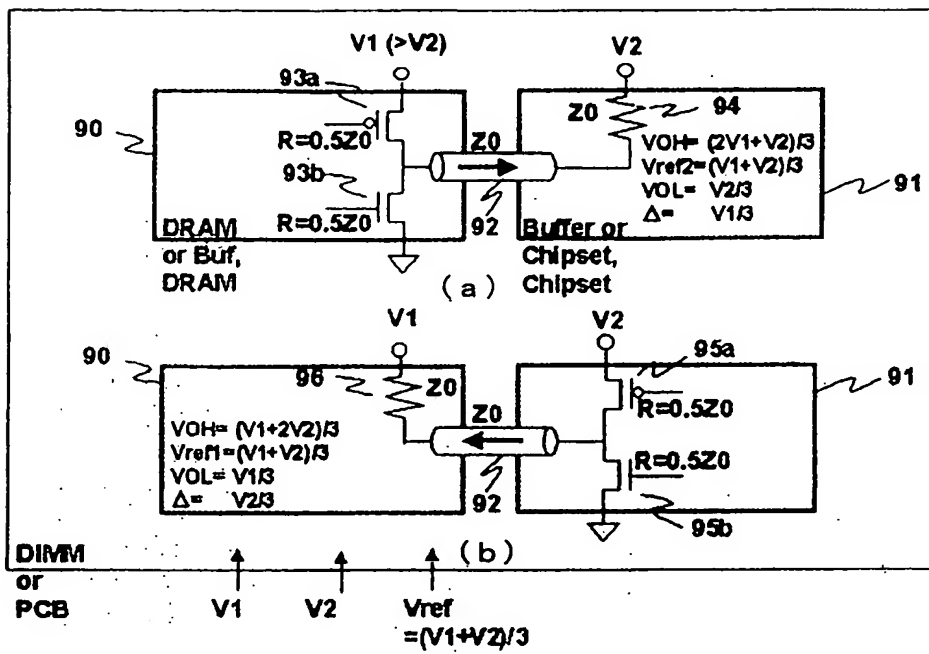 V1 (>V2)
V2
93a
90
R=0.5Z0
93b
R=0.5Z0
Z0
92
Z0
94
VOH= (2V1+V2)/3
Vref2=(V1+V2)/3
VOL= V2/3
Δ= V1/3
91
DRAM
or Buf,
DRAM
Buffer or
Chipset,
Chipset
(a)
V1
V2
90
96
Z0
VOH= (V1+2V2)/3
Vref1=(V1+V2)/3
VOL= V1/3
Δ= V2/3
Z0
92
95a
R=0.5Z0
R=0.5Z0
95b
91
(b)
DIMM
or
PCB
V1
V2
Vref
=(V1+V2)/3